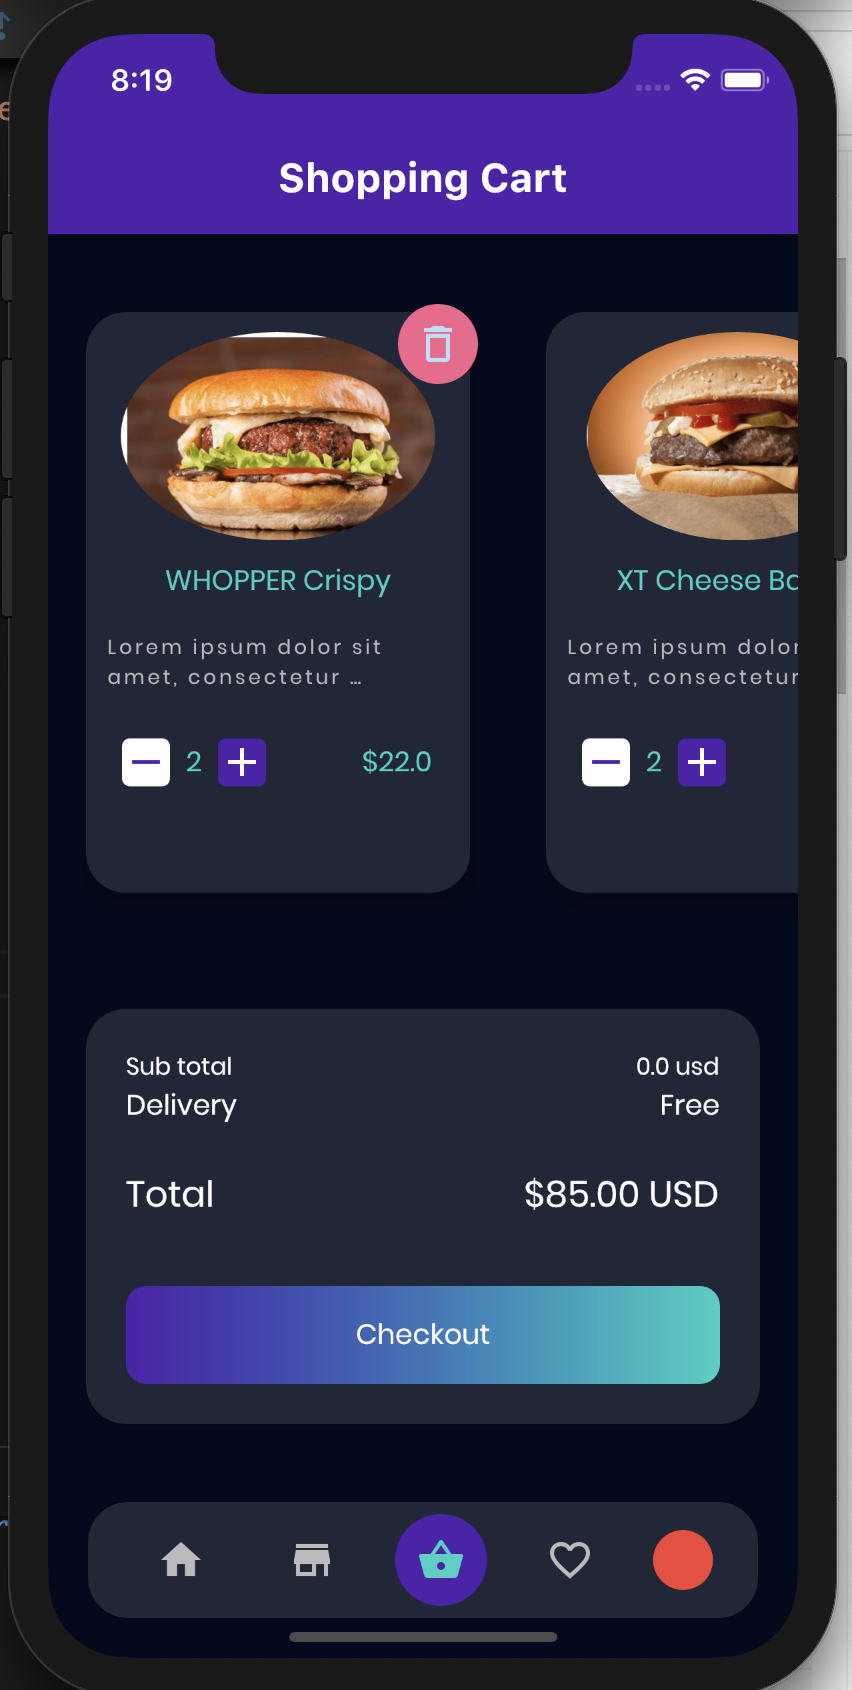 8:19
Shopping Cart
WHOPPER Crispy
Lorem ipsum dolor sit
amet, consectetur ...
2
$22.0
XT Cheese
Lorem ipsum dolor
amet, consectetur
2
Sub total 0.0 usd
Delivery Free
Total $85.00 USD
Checkout